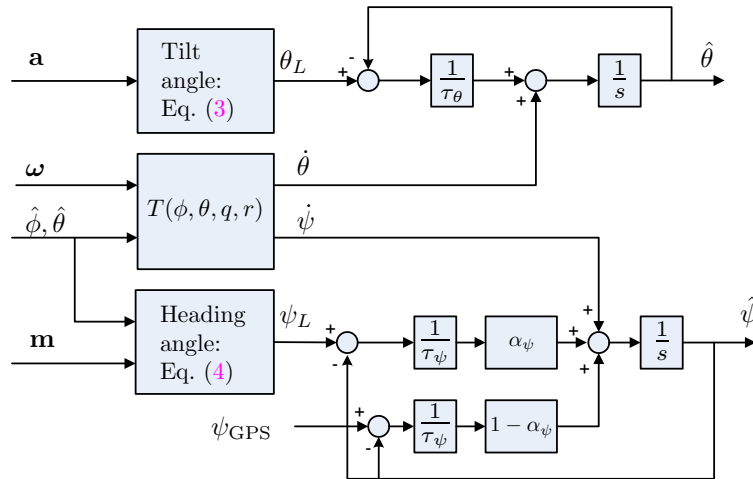 a
Tilt
angle:
Eq. (3)
θ_L
+
-
1/τ_θ
+
+
1/s
θ̂
ω
φ̂, θ̂
T(φ, θ, q, r)
θ̇
ψ̇
m
Heading
angle:
Eq. (4)
ψ_L
+
-
1/τ_ψ
α_ψ
+
+
+
1/s
ψ̂
ψ_GPS
+
-
1/τ_ψ
1 − α_ψ